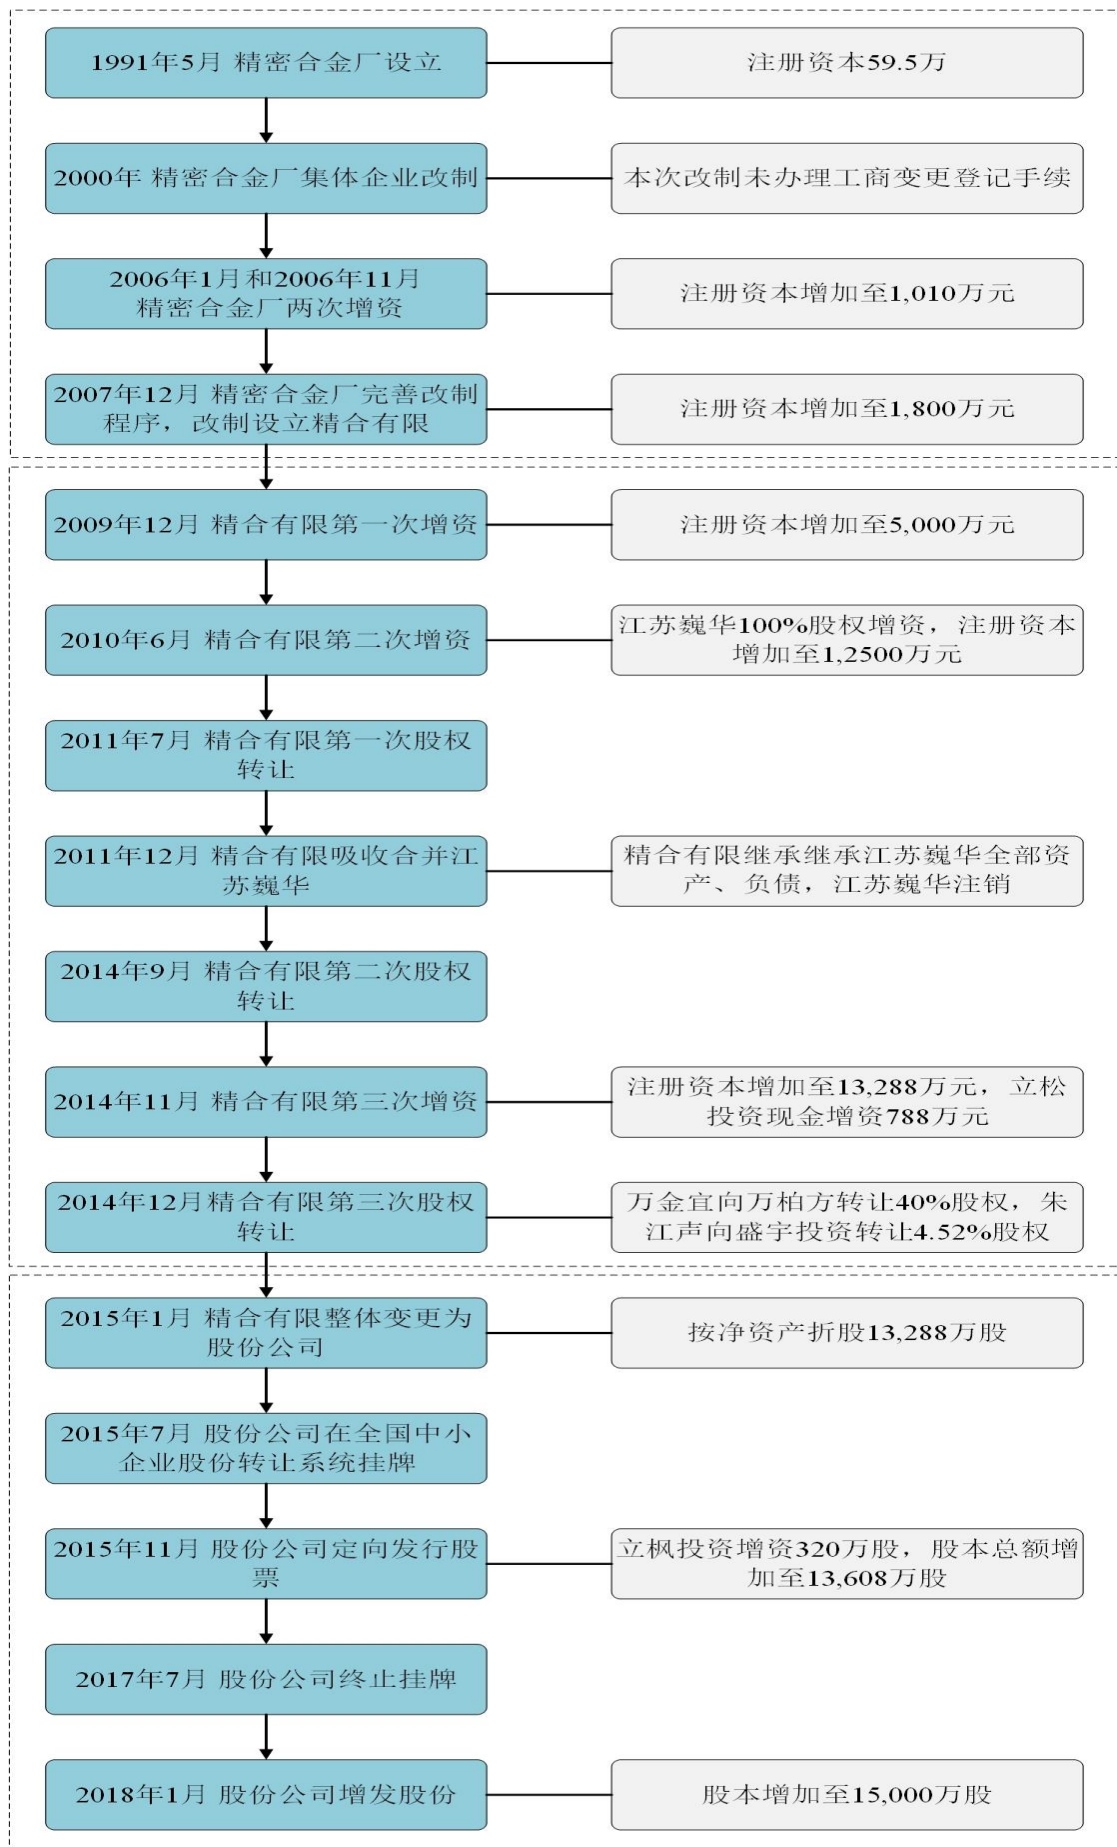 1991年5月 精密合金厂设立
注册资本59.5万
2000年 精密合金厂集体企业改制
本次改制未办理工商变更登记手续
2006年1月和2006年11月
精密合金厂两次增资
注册资本增加至1,010万元
2007年12月 精密合金厂完善改制
程序，改制设立精合有限
注册资本增加至1,800万元
2009年12月 精合有限第一次增资
注册资本增加至5,000万元
2010年6月 精合有限第二次增资
江苏巍华100%股权增资，注册资本
增加至1,2500万元
2011年7月 精合有限第一次股权
转让
2011年12月 精合有限吸收合并江
苏巍华
精合有限继承继承江苏巍华全部资
产、负债，江苏巍华注销
2014年9月 精合有限第二次股权
转让
2014年11月 精合有限第三次增资
注册资本增加至13,288万元，立松
投资现金增资788万元
2014年12月精合有限第三次股权
转让
万金宜向万柏方转让40%股权，朱
江声向盛宇投资转让4.52%股权
2015年1月 精合有限整体变更为
股份公司
按净资产折股13,288万股
2015年7月 股份公司在全国中小
企业股份转让系统挂牌
2015年11月 股份公司定向发行股
票
立枫投资增资320万股，股本总额增
加至13,608万股
2017年7月 股份公司终止挂牌
2018年1月 股份公司增发股份
股本增加至15,000万股